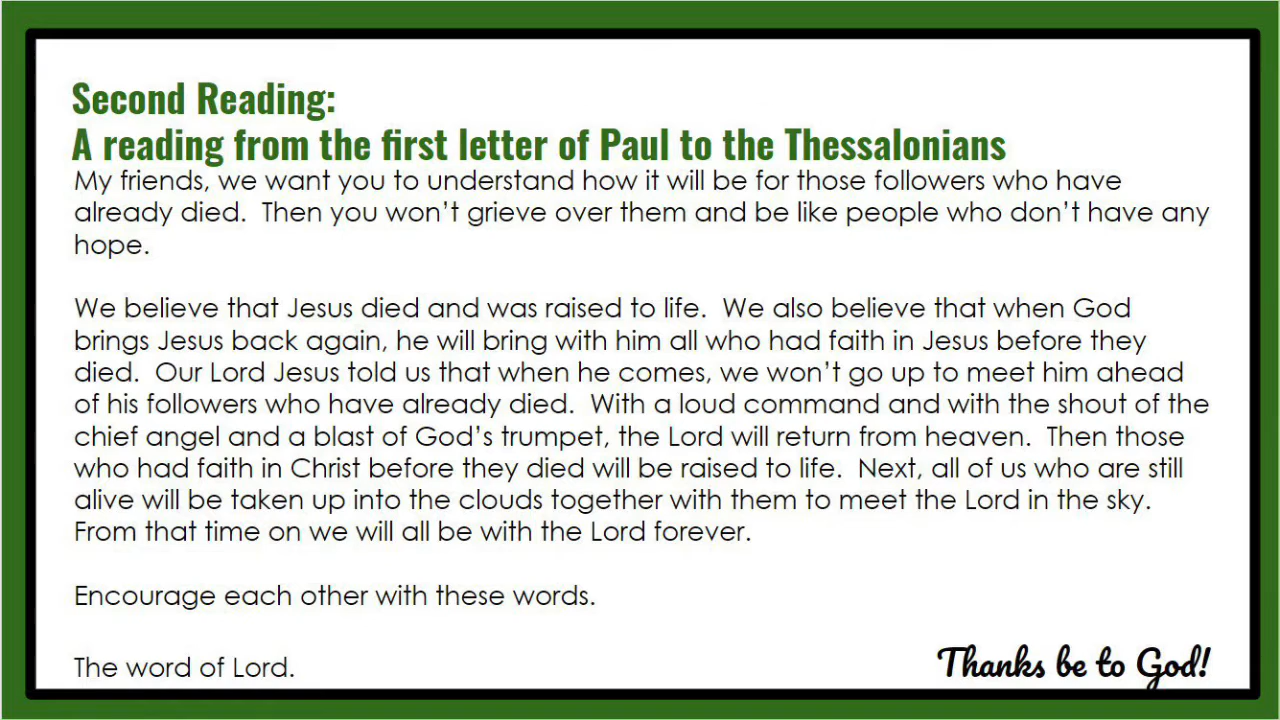 Second Reading:
A reading from the first letter of Paul to the Thessalonians
My friends, we want you to understand how it will be for those followers who have
already died.  Then you won’t grieve over them and be like people who don’t have any
hope.
We believe that Jesus died and was raised to life.  We also believe that when God
brings Jesus back again, he will bring with him all who had faith in Jesus before they
died.  Our Lord Jesus told us that when he comes, we won’t go up to meet him ahead
of his followers who have already died.  With a loud command and with the shout of the
chief angel and a blast of God’s trumpet, the Lord will return from heaven.  Then those
who had faith in Christ before they died will be raised to life.  Next, all of us who are still
alive will be taken up into the clouds together with them to meet the Lord in the sky.
From that time on we will all be with the Lord forever.
Encourage each other with these words.
The word of Lord.
Thanks be to God!